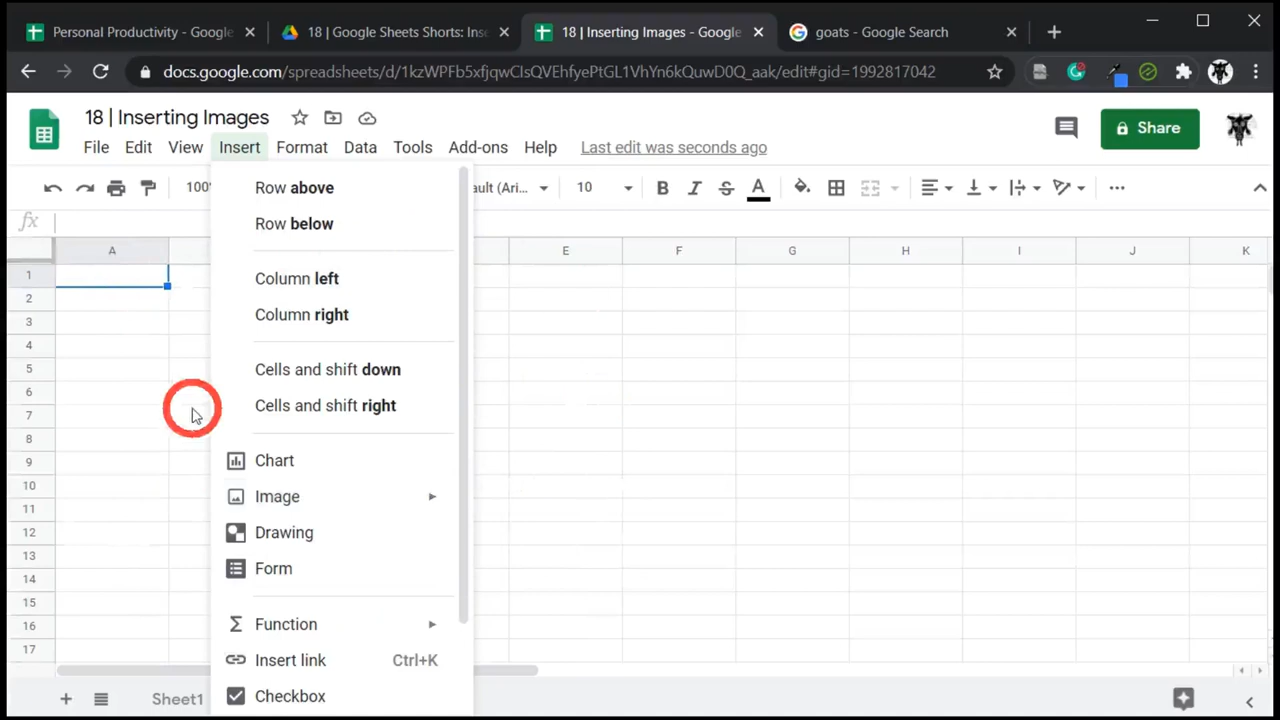 Personal Productivity - Google
18 | Google Sheets Shorts: Inse
18 | Inserting Images - Google
goats - Google Search
docs.google.com/spreadsheets/d/1kzWPFb5xfjqwCIsQVEhfyePtGL1VhYn6kQuwD0Q_aak/edit#gid=1992817042
18 | Inserting Images
Share
File Edit View Insert Format Data Tools Add-ons Help Last edit was seconds ago
100 ault (Ari... 10 B I S A ...
fx
A E F G H I J K
1
2
3
4
5
6
7
8
9
10
11
12
13
14
15
16
17
Row above
Row below
Column left
Column right
Cells and shift down
Cells and shift right
Chart
Image
Drawing
Form
Σ Function
Insert link Ctrl+K
Checkbox
+ Sheet1